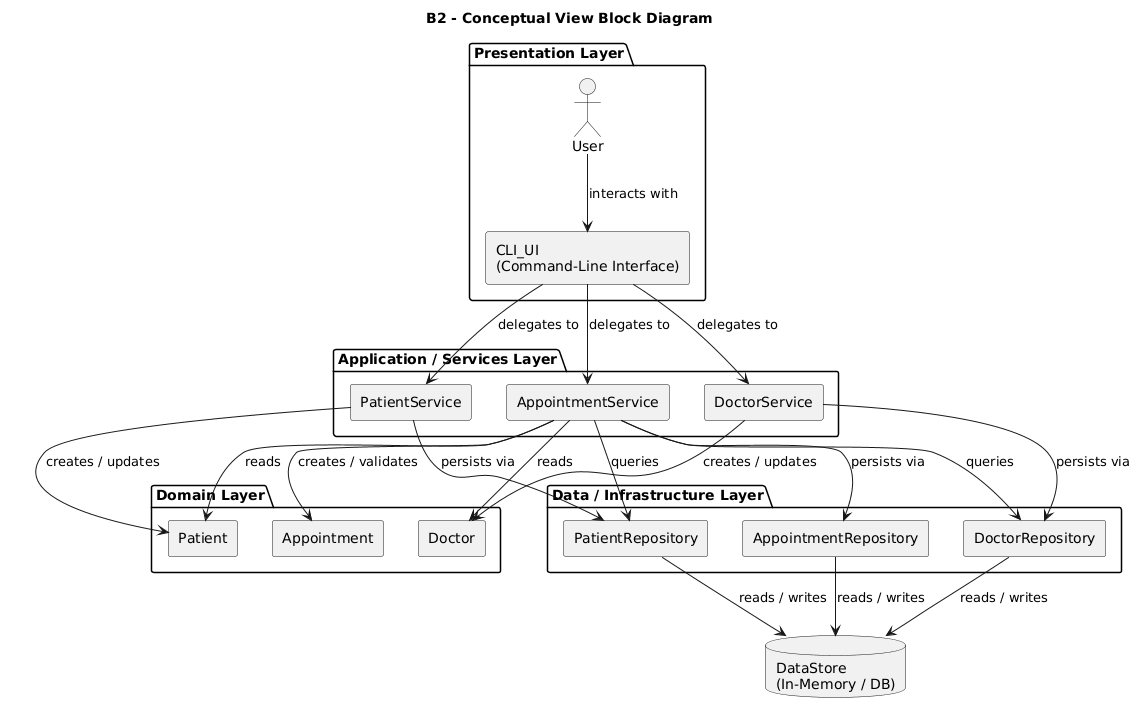 B2 - Conceptual View Block Diagram
Presentation Layer
User
interacts with
CLI_UI
(Command-Line Interface)
delegates to
delegates to
delegates to
Application / Services Layer
PatientService
AppointmentService
DoctorService
creates / updates
reads
creates / validates
persists via
reads
queries
creates / updates
persists via
queries
persists via
Domain Layer
Data / Infrastructure Layer
Patient
Appointment
Doctor
PatientRepository
AppointmentRepository
DoctorRepository
reads / writes
reads / writes
reads / writes
DataStore
(In-Memory / DB)